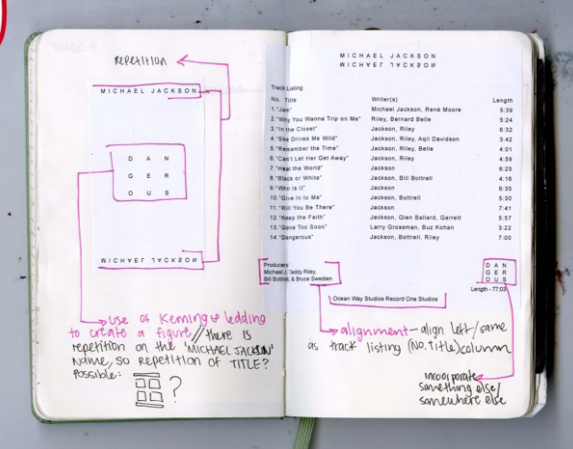 WEEK 4
repetition
MICHAEL JACKSON
D A N
G E R
O U S
MICHAEL JACKSON
use of kerning & ledding
to create a figure // there is
repetition on the 'MICHAEL JACKSON'
name, so repetition of TITLE?
possible:
?
MICHAEL JACKSON
MICHAEL JACKSON
Track Listing
No. Title Writer(s) Length
1."Jam" Michael Jackson, René Moore 5:39
2."Why You Wanna Trip on Me" Riley, Bernard Belle 5:24
3."In the Closet" Jackson, Riley 6:32
4."She Drives Me Wild" Jackson, Riley, Aqil Davidson 3:42
5."Remember the Time" Jackson, Riley, Belle 4:01
6."Can't Let Her Get Away" Jackson, Riley 4:59
7."Heal the World" Jackson 6:25
8."Black or White" Jackson, Bill Bottrell 4:16
9."Who Is It" Jackson 6:35
10."Give In to Me" Jackson, Bottrell 5:30
11."Will You Be There" Jackson 7:41
12."Keep the Faith" Jackson, Glen Ballard, Garrett 5:57
13."Gone Too Soon" Larry Grossman, Buz Kohan 3:22
14."Dangerous" Jackson, Bottrell, Riley 7:00
Producers
Michael J, Teddy Riley,
Bill Bottrell, & Bruce Swedien
D A N
G E R
O U S
Length - 77:03
Ocean Way Studios Record One Studios
alignment - align left/same
as track listing (No. Title) column
incorporate
something else/
somewhere else